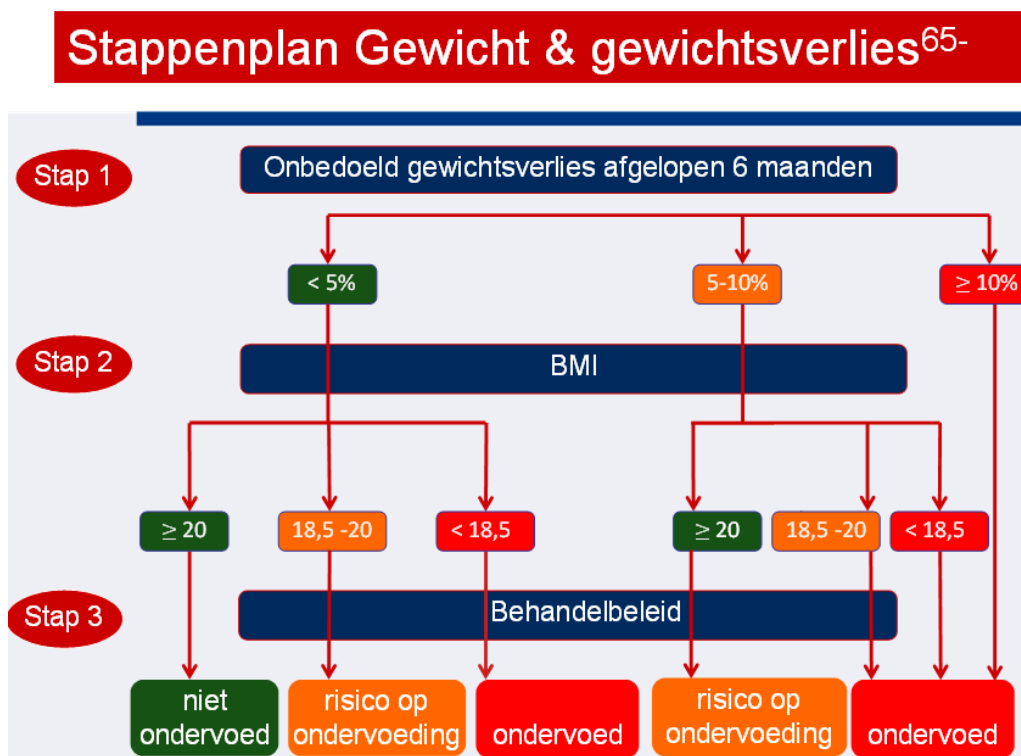 Stappenplan Gewicht & gewichtsverlies65-
Stap 1
Onbedoeld gewichtsverlies afgelopen 6 maanden
< 5%
5-10%
≥ 10%
Stap 2
BMI
≥ 20
18,5 -20
< 18,5
≥ 20
18,5 -20
< 18,5
Stap 3
Behandelbeleid
niet
ondervoed
risico op
ondervoeding
ondervoed
risico op
ondervoeding
ondervoed